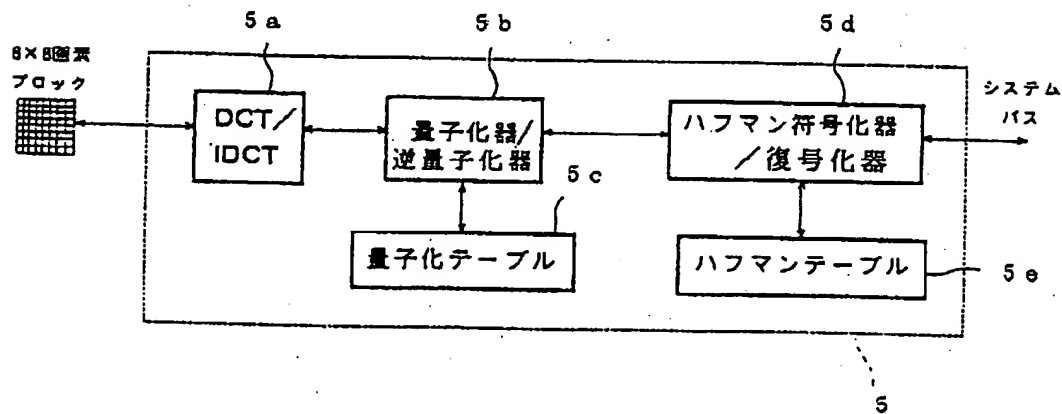 5a
5b
5d
8×8画素
ブロック
DCT/
IDCT
量子化器/
逆量子化器
ハフマン符号化器
/復号化器
システム
バス
5c
量子化テーブル
ハフマンテーブル
5e
5